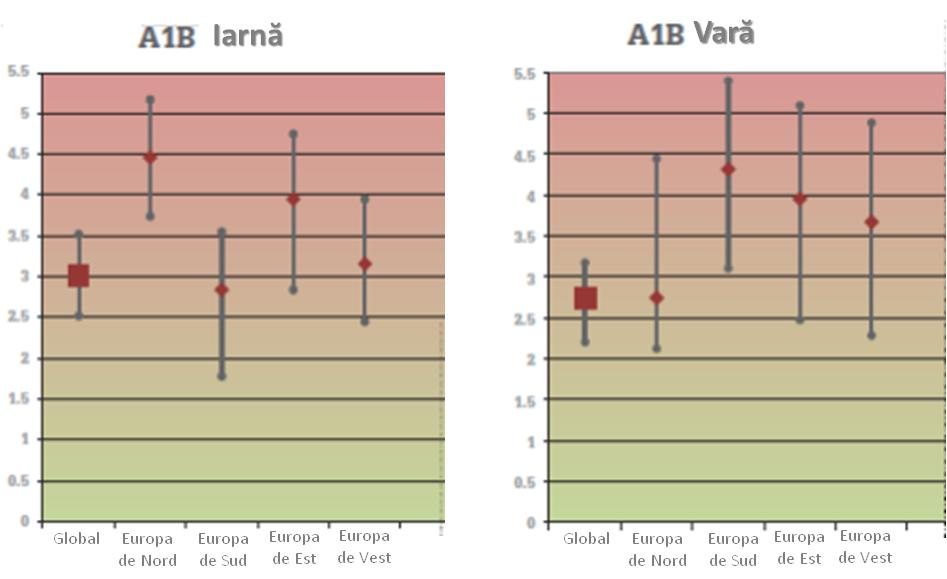 A1B Iarnă
5.5
5
4.5
4
3.5
3
2.5
2
1.5
1
0.5
0
Global
Europa
de Nord
Europa
de Sud
Europa
de Est
Europa
de Vest
A1B Vară
5.5
5
4.5
4
3.5
3
2.5
2
1.5
1
0.5
0
Global
Europa
de Nord
Europa
de Sud
Europa
de Est
Europa
de Vest